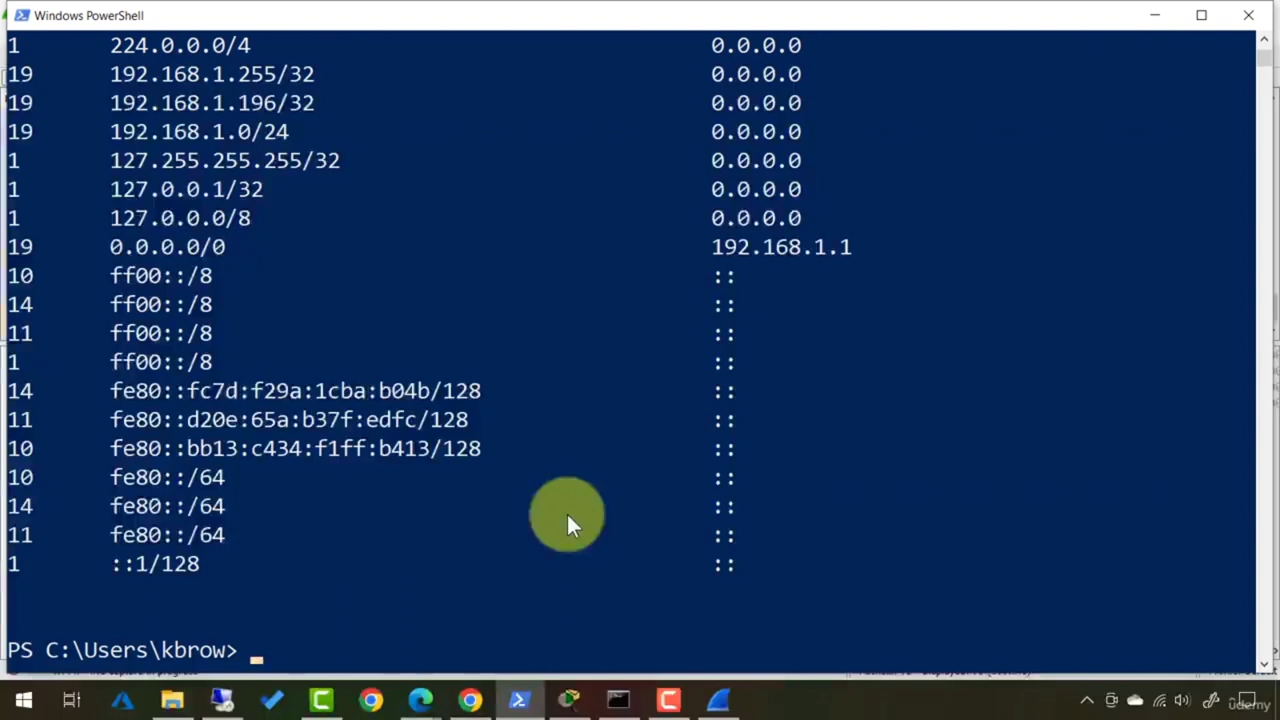 Windows PowerShell
1 224.0.0.0/4 0.0.0.0
19 192.168.1.255/32 0.0.0.0
19 192.168.1.196/32 0.0.0.0
19 192.168.1.0/24 0.0.0.0
1 127.255.255.255/32 0.0.0.0
1 127.0.0.1/32 0.0.0.0
1 127.0.0.0/8 0.0.0.0
19 0.0.0.0/0 192.168.1.1
10 ff00::/8 ::
14 ff00::/8 ::
11 ff00::/8 ::
1 ff00::/8 ::
14 fe80::fc7d:f29a:1cba:b04b/128 ::
11 fe80::d20e:65a:b37f:edfc/128 ::
10 fe80::bb13:c434:f1ff:b413/128 ::
10 fe80::/64 ::
14 fe80::/64 ::
11 fe80::/64 ::
1 ::1/128 ::
PS C:\Users\kbrow>
udemy